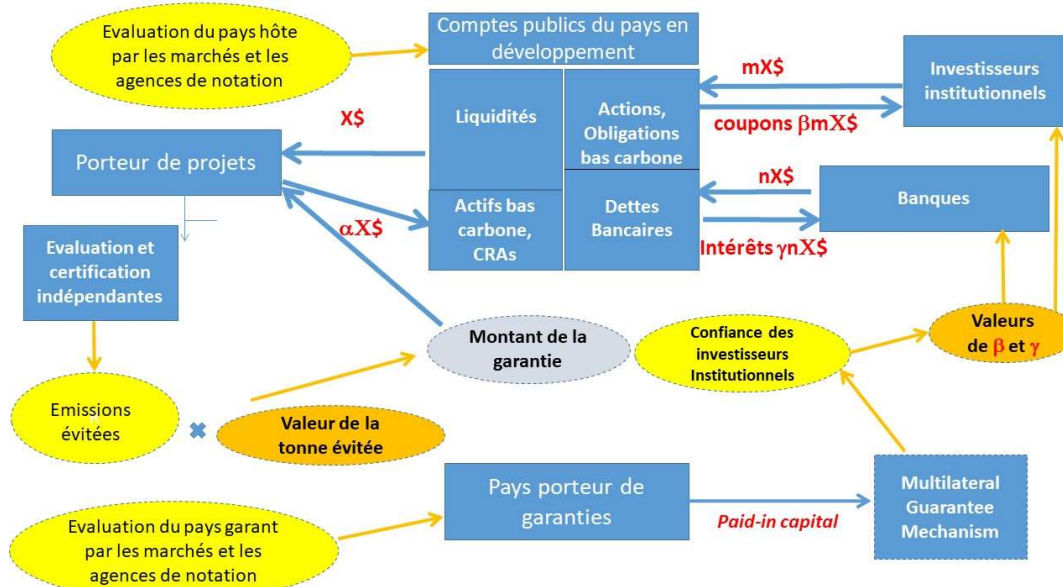 Evaluation du pays hôte
par les marchés et les
agences de notation
Comptes publics du pays en
développement
Liquidités
Actions,
Obligations
bas carbone
mX$
coupons βmX$
Investisseurs
institutionnels
X$
Porteur de projets
αX$
Actifs bas
carbone,
CRAs
Dettes
Bancaires
nX$
Intérêts γnX$
Banques
Evaluation et
certification
indépendantes
Montant de la
garantie
Confiance des
investisseurs
Institutionnels
Valeurs
de β et γ
Emissions
évitées
Valeur de la
tonne évitée
Pays porteur de
garanties
Paid-in capital
Multilateral
Guarantee
Mechanism
Evaluation du pays garant
par les marchés et les
agences de notation